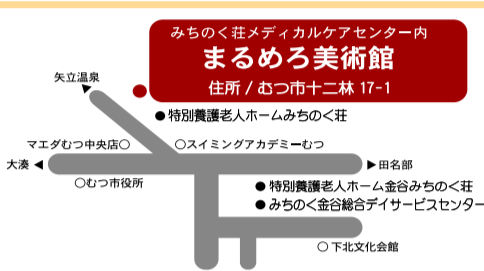 みちのく荘メディカルケアセンター内
まるめろ美術館
住所 / むつ市十二林 17-1
矢立温泉
● 特別養護老人ホームみちのく荘
マエダむつ中央店○
○スイミングアカデミーむつ
大湊 ◀
▶田名部
○むつ市役所
● 特別養護老人ホーム金谷みちのく荘
● みちのく金谷総合デイサービスセンター
○ 下北文化会館